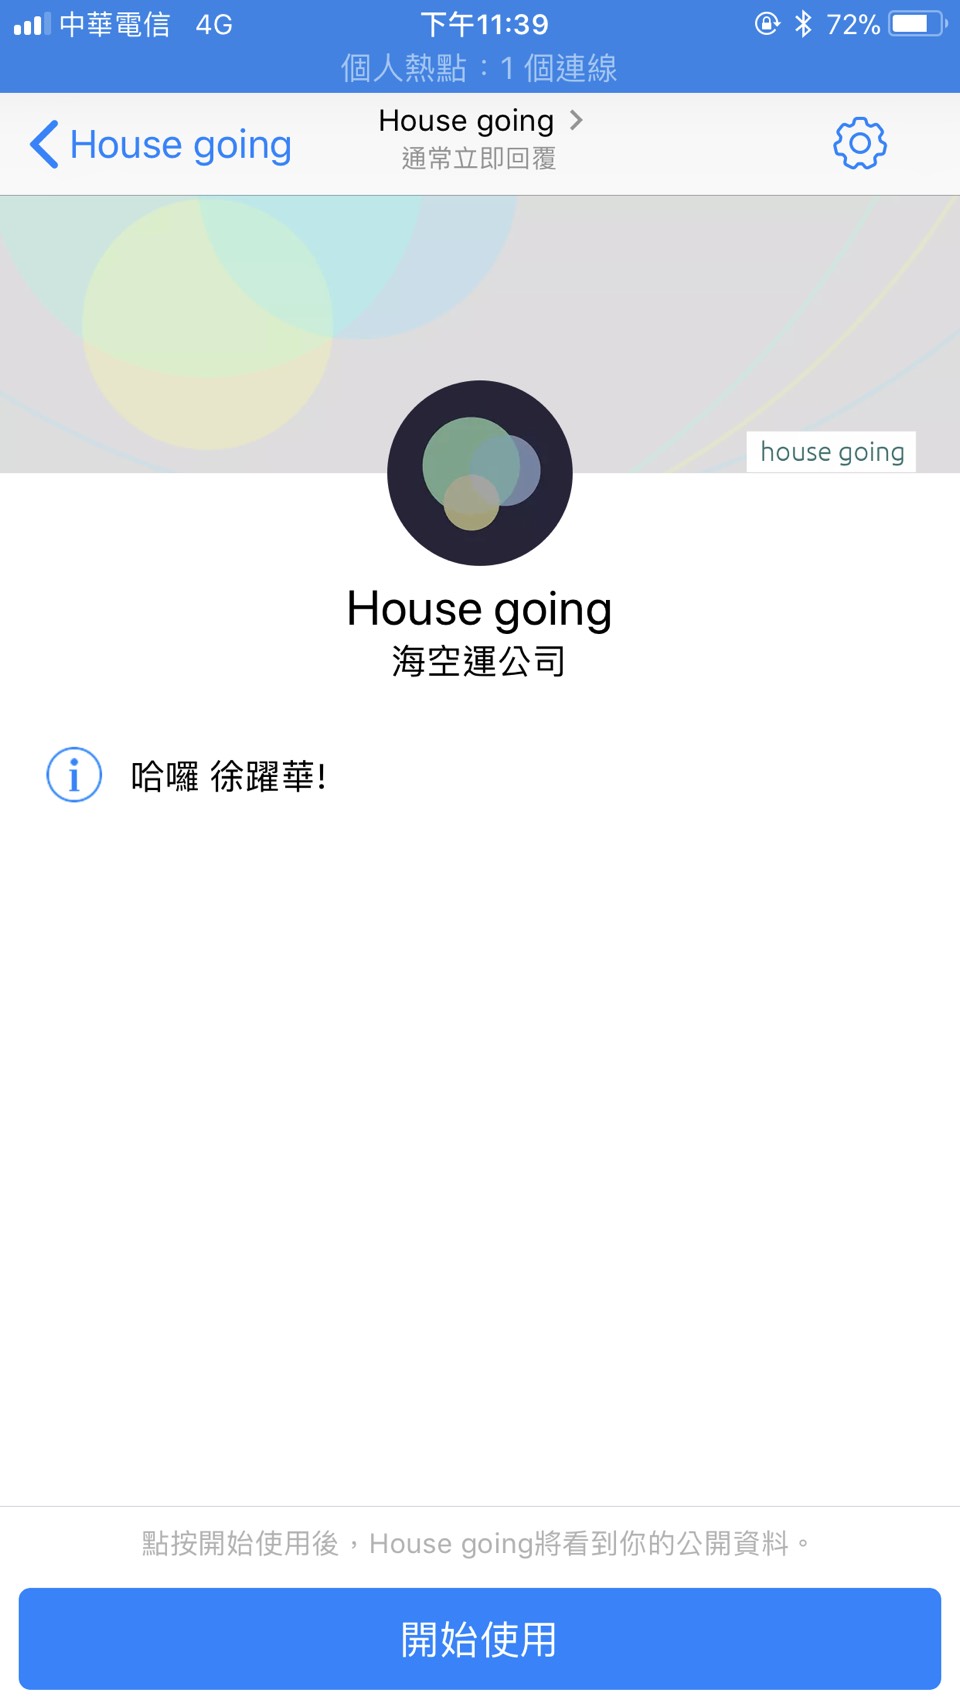 中華電信 4G 下午11:39 72%
個人熱點：1 個連線
House going
House going
通常立即回覆
house going
House going
海空運公司
哈囉 徐躍華!
點按開始使用後，House going將看到你的公開資料。
開始使用